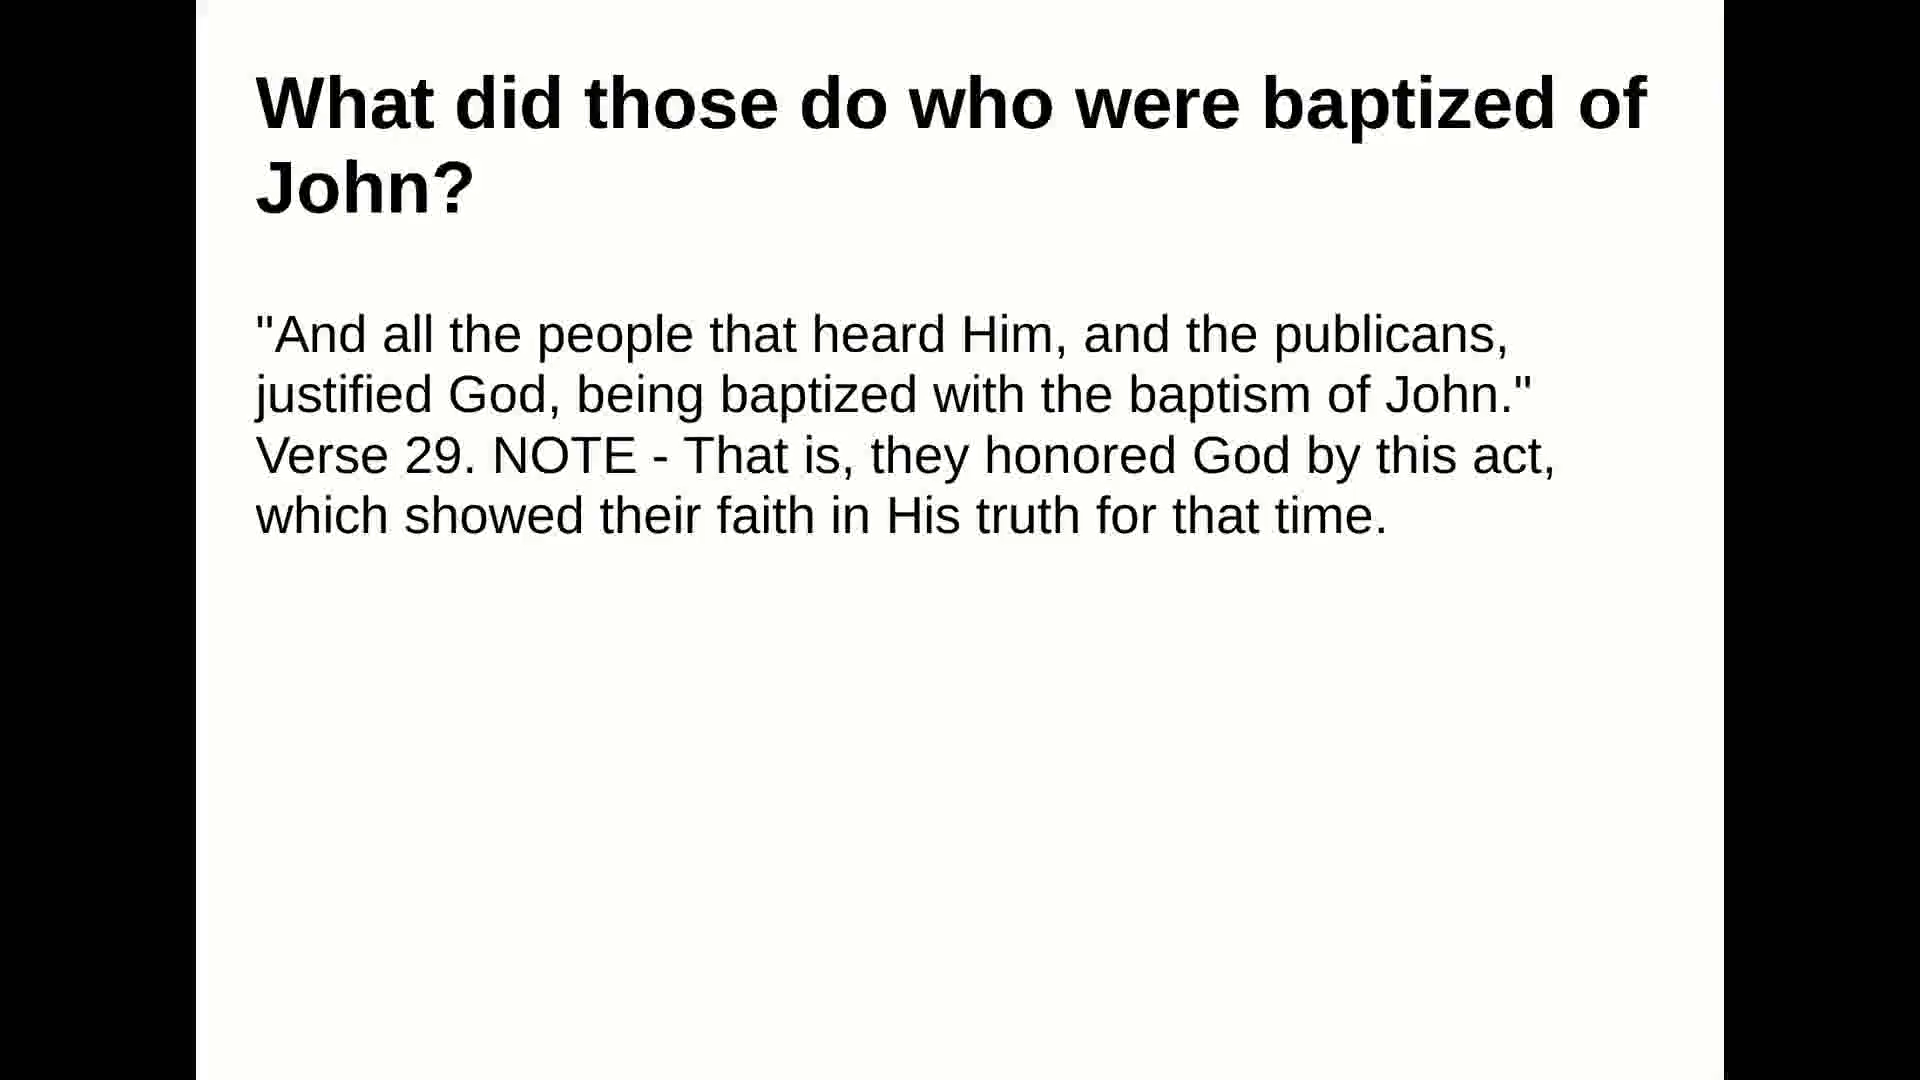 What did those do who were baptized of
John?
"And all the people that heard Him, and the publicans,
justified God, being baptized with the baptism of John."
Verse 29. NOTE - That is, they honored God by this act,
which showed their faith in His truth for that time.